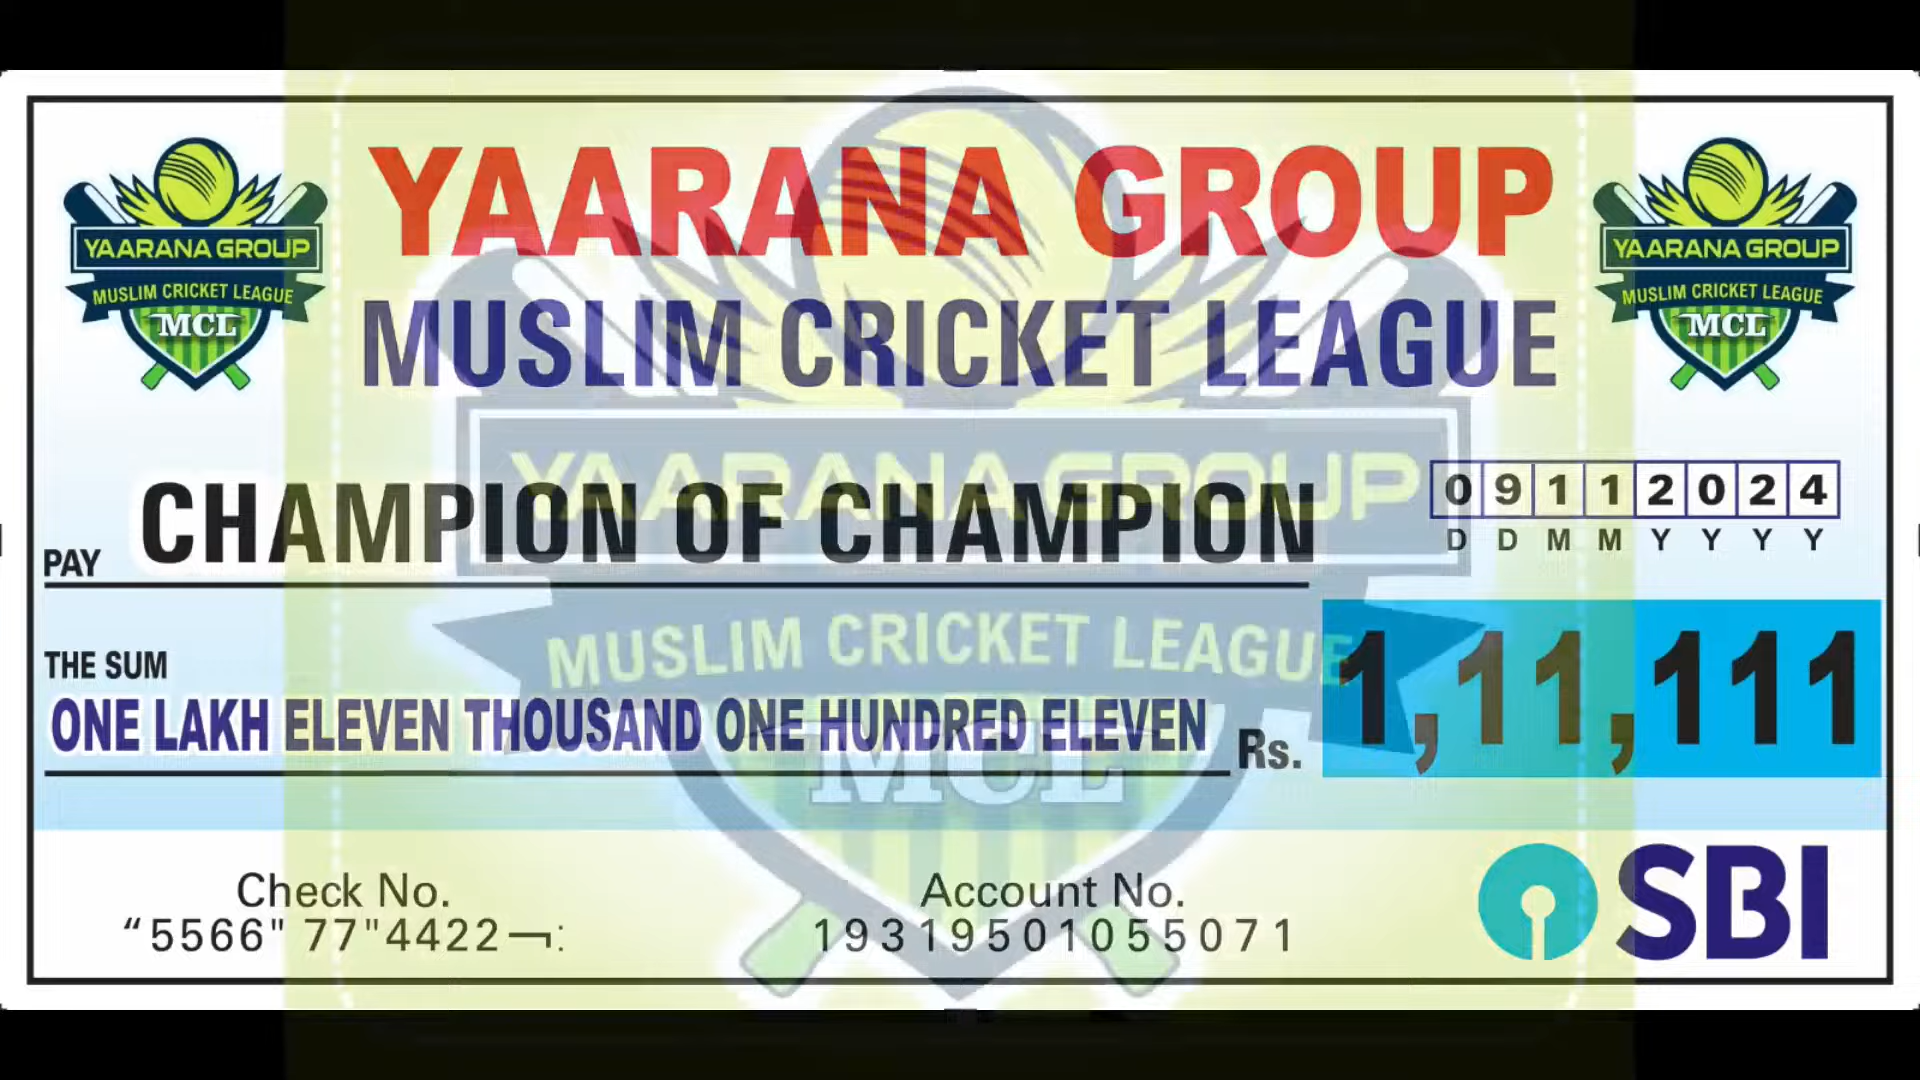 YAARANA GROUP
MUSLIM CRICKET LEAGUE
YAARANA GROUP
MUSLIM CRICKET LEAGUE
MCL
YAARANA GROUP
MUSLIM CRICKET LEAGUE
MCL
PAY CHAMPION OF CHAMPION
0 9 1 1 2 0 2 4
D D M M Y Y Y Y
YAARANA GROUP
MUSLIM CRICKET LEAGUE
MCL
THE SUM
ONE LAKH ELEVEN THOUSAND ONE HUNDRED ELEVEN Rs. 1,11,111
Check No.
“5566" 77"4422¬:
Account No.
19319501055071
SBI